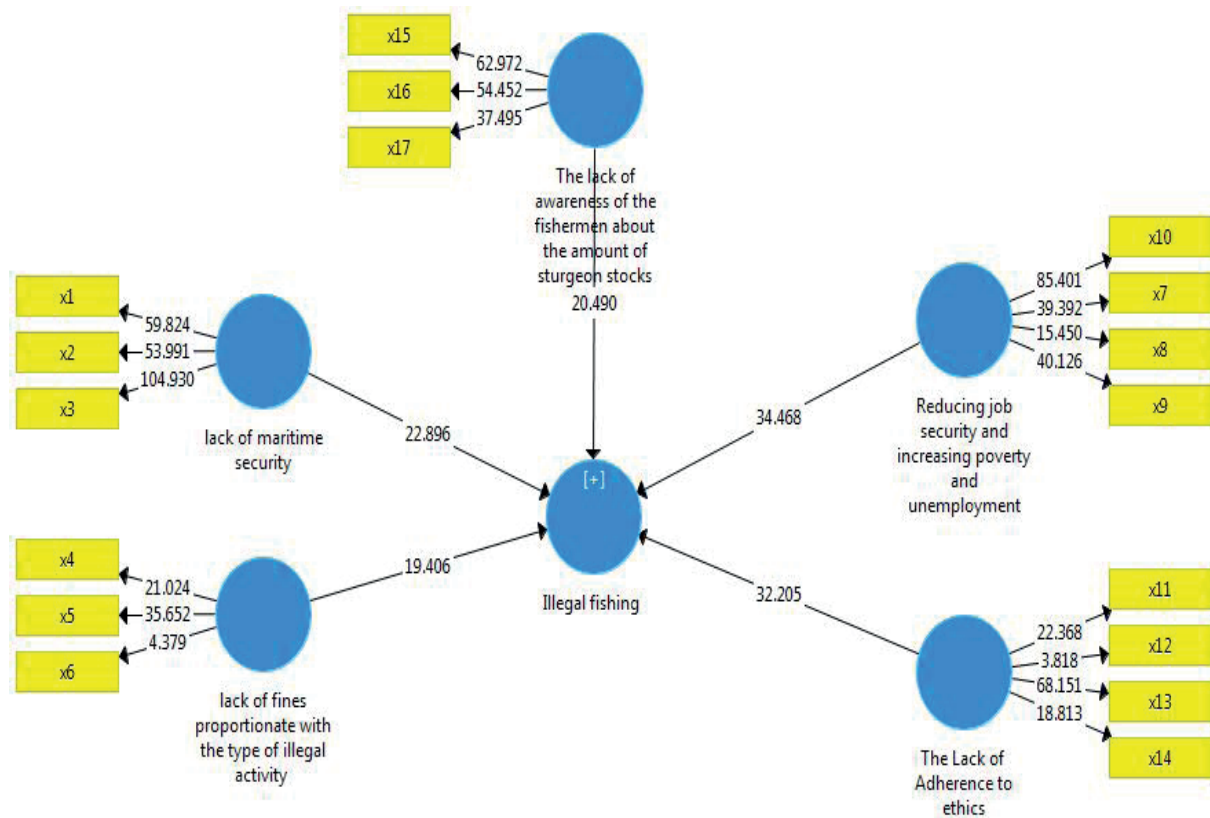 x15
x16
x17
62.972
54.452
37.495
The lack of
awareness of the
fishermen about
the amount of
sturgeon stocks
20.490
x1
x2
x3
59.824
53.991
104.930
lack of maritime
security
22.896
x10
x7
x8
x9
85.401
39.392
15.450
40.126
Reducing job
security and
increasing poverty
and
unemployment
34.468
[+]
Illegal fishing
x4
x5
x6
21.024
35.652
4.379
lack of fines
proportionate with
the type of illegal
activity
19.406
x11
x12
x13
x14
22.368
3.818
68.151
18.813
The Lack of
Adherence to
ethics
32.205